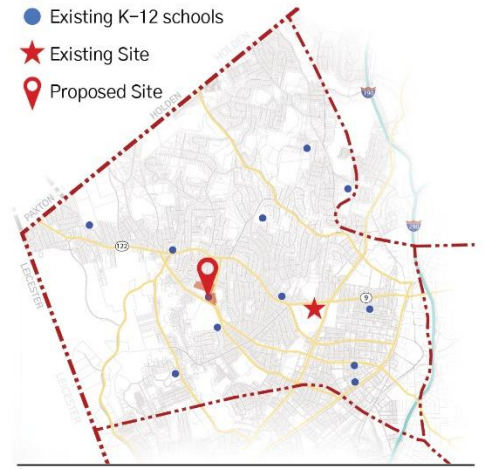 Existing K-12 schools
Existing Site
Proposed Site
HOLDEN
HOLDEN
190
PAXTON
122
290
LEICESTER
9
LEICESTER